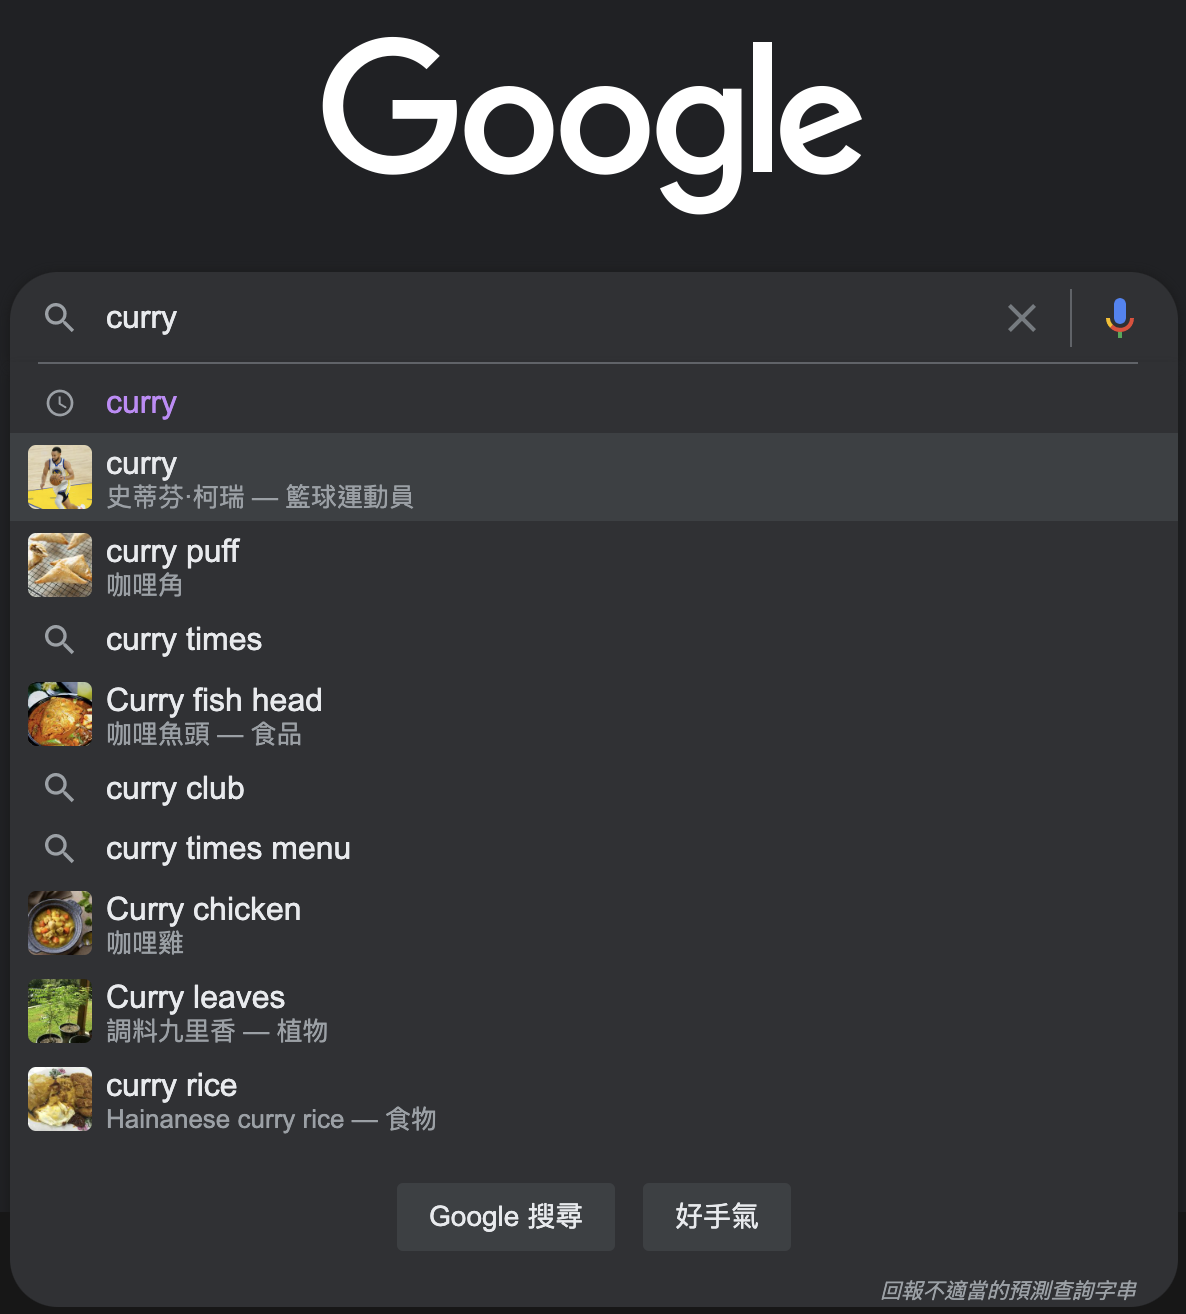 Google
curry
curry
curry
史蒂芬·柯瑞 — 籃球運動員
curry puff
咖哩角
curry times
Curry fish head
咖哩魚頭 — 食品
curry club
curry times menu
Curry chicken
咖哩雞
Curry leaves
調料九里香 — 植物
curry rice
Hainanese curry rice — 食物
Google 搜尋
好手氣
回報不適當的預測查詢字串